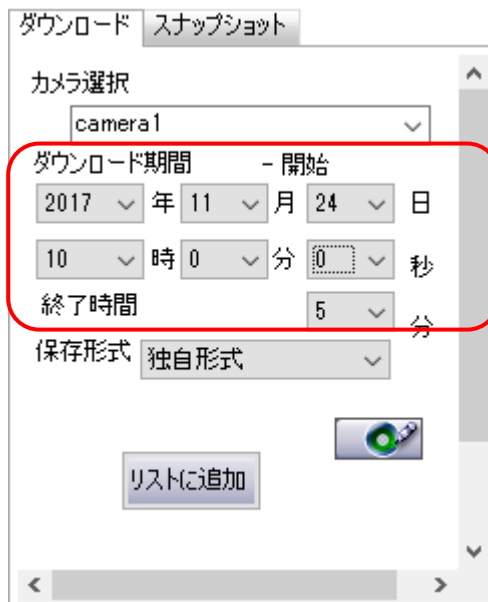 ダウンロード スナップショット
カメラ選択
camera1
ダウンロード期間 - 開始
2017 年 11 月 24 日
10 時 0 分 0 秒
終了時間 5 分
保存形式 独自形式
リストに追加